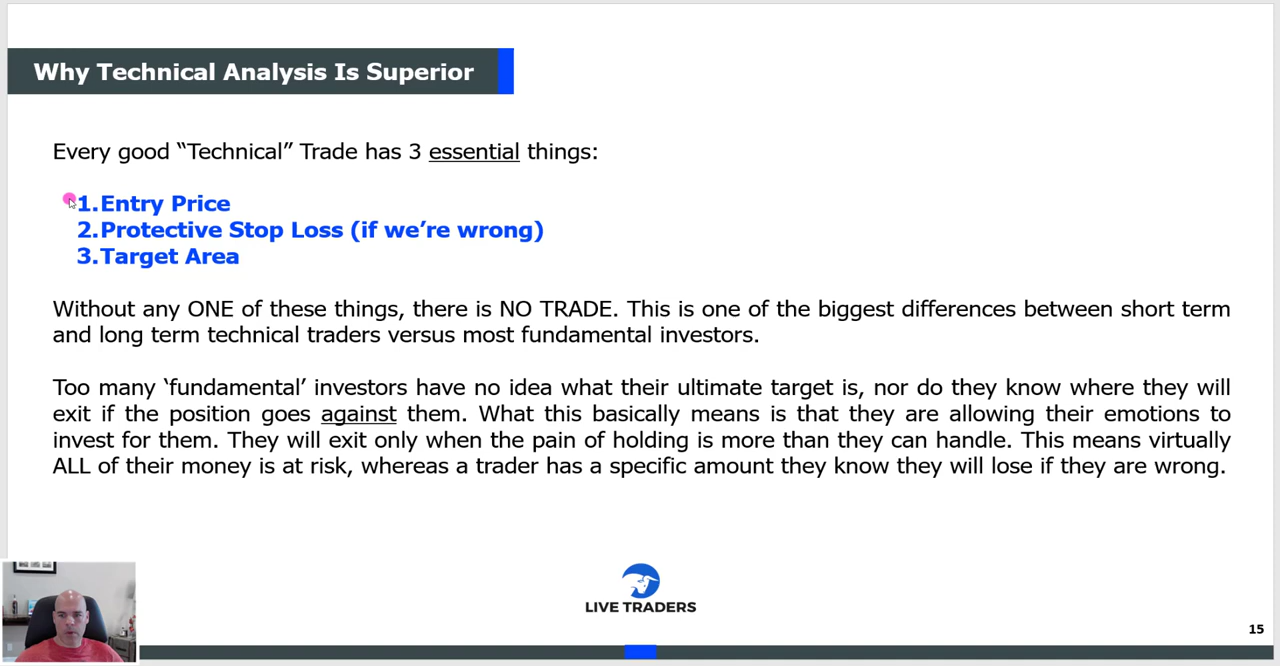 Why Technical Analysis Is Superior
Every good “Technical” Trade has 3 essential things:
1.Entry Price
2.Protective Stop Loss (if we’re wrong)
3.Target Area
Without any ONE of these things, there is NO TRADE. This is one of the biggest differences between short term
and long term technical traders versus most fundamental investors.
Too many ‘fundamental’ investors have no idea what their ultimate target is, nor do they know where they will
exit if the position goes against them. What this basically means is that they are allowing their emotions to
invest for them. They will exit only when the pain of holding is more than they can handle. This means virtually
ALL of their money is at risk, whereas a trader has a specific amount they know they will lose if they are wrong.
LIVE TRADERS
15